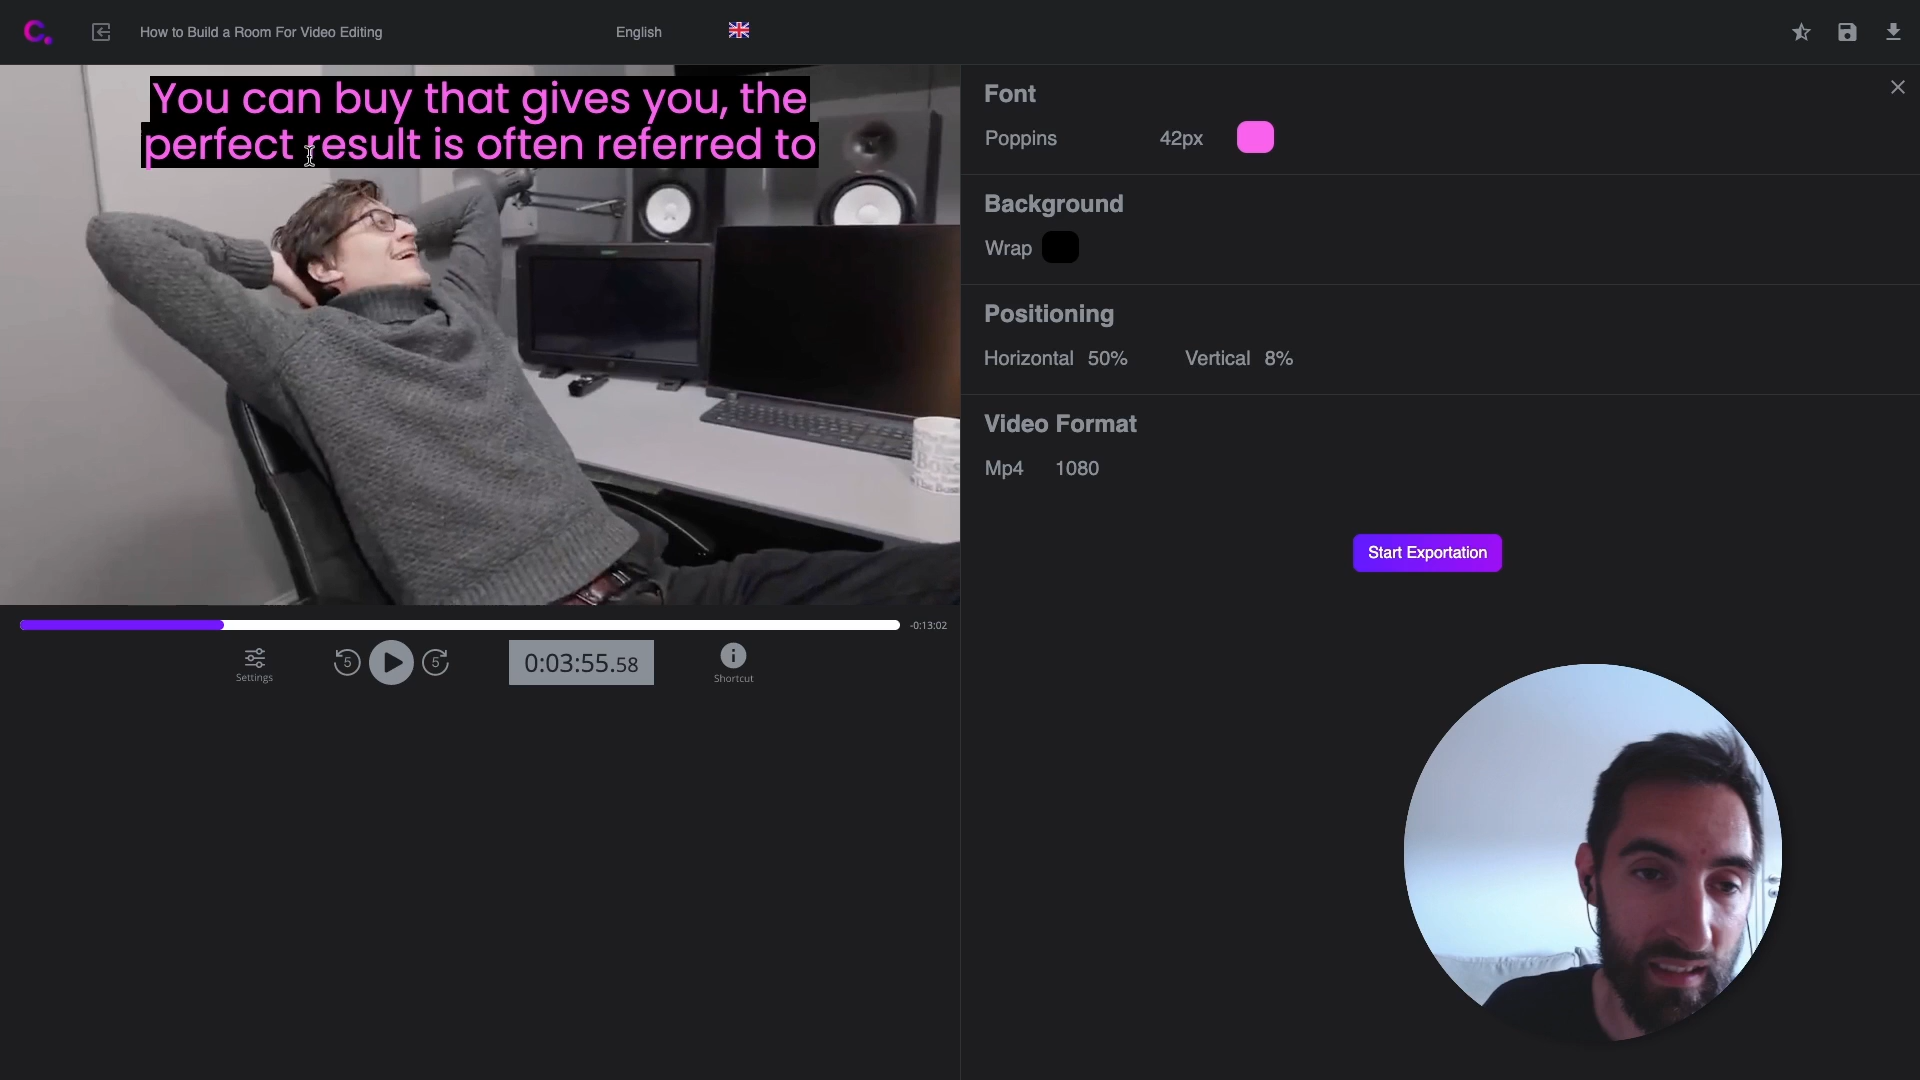 How to Build a Room For Video Editing
English
You can buy that gives you, the
perfect result is often referred to
-0:13:02
Settings
5
5
0:03:55.58
Shortcut
Font
Poppins 42px
Background
Wrap
Positioning
Horizontal 50% Vertical 8%
Video Format
Mp4 1080
Start Exportation